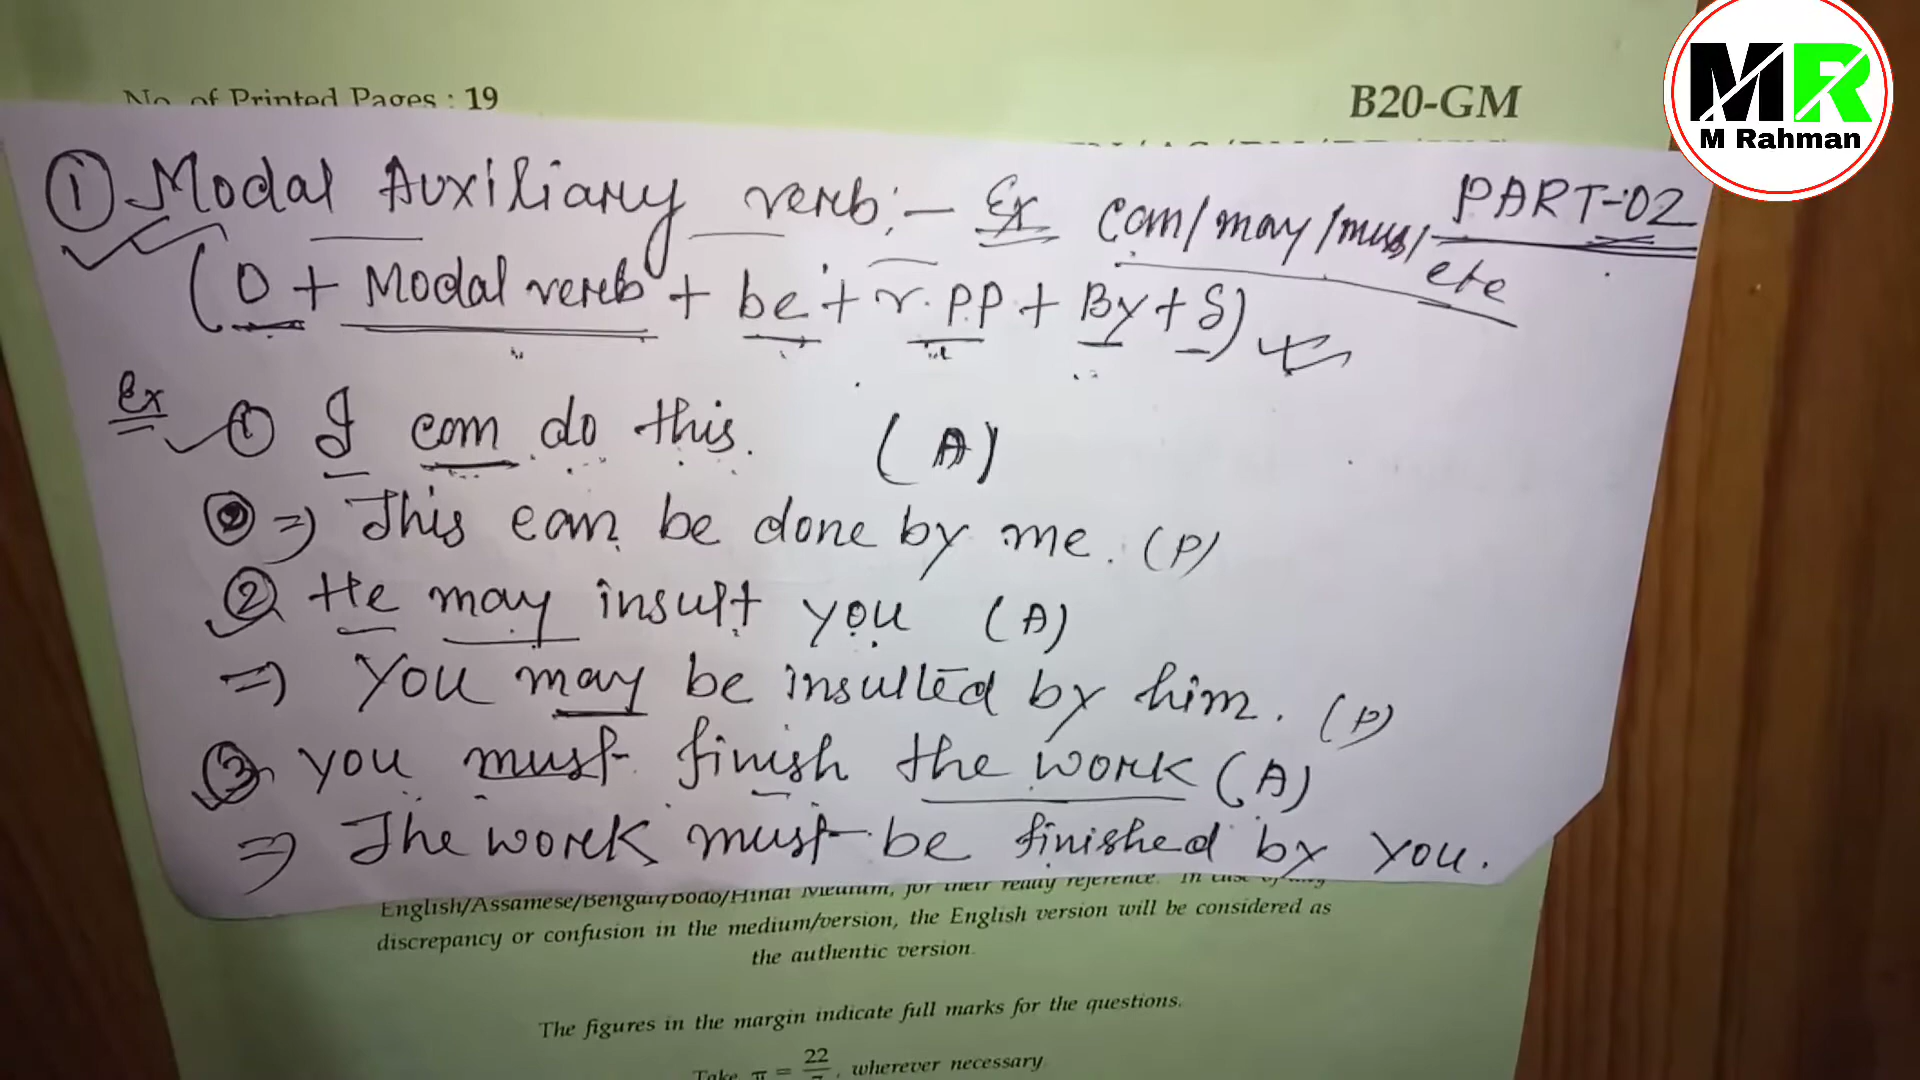 No. of Printed Pages : 19
B20-GM
MR
M Rahman
PART-02
① Modal Auxiliary verb :- Ex can/may/must/
etc
(O + Modal verb + be + v.pp + By + S)
Ex ① I can do this. (A)
⇒ This can be done by me. (P)
② He may insult you (A)
⇒ You may be insulted by him. (P)
③ you must finish the work (A)
⇒ The work must be finished by you.
English/Assamese/Bengali/Bodo/Hindi Medium, for their ready reference. In case of any
discrepancy or confusion in the medium/version, the English version will be considered as
the authentic version.
The figures in the margin indicate full marks for the questions.
Take π = 22/7, wherever necessary